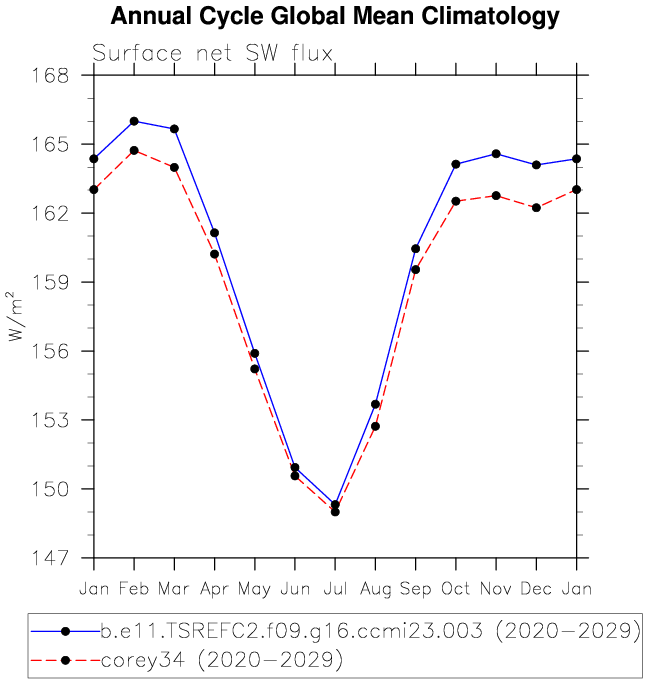 Annual Cycle Global Mean Climatology
Surface net SW flux
168
165
162
159
156
153
150
147
W/m²
Jan Feb Mar Apr May Jun Jul Aug Sep Oct Nov Dec Jan
b.e11.TSREFC2.f09.g16.ccmi23.003 (2020-2029)
corey34 (2020-2029)